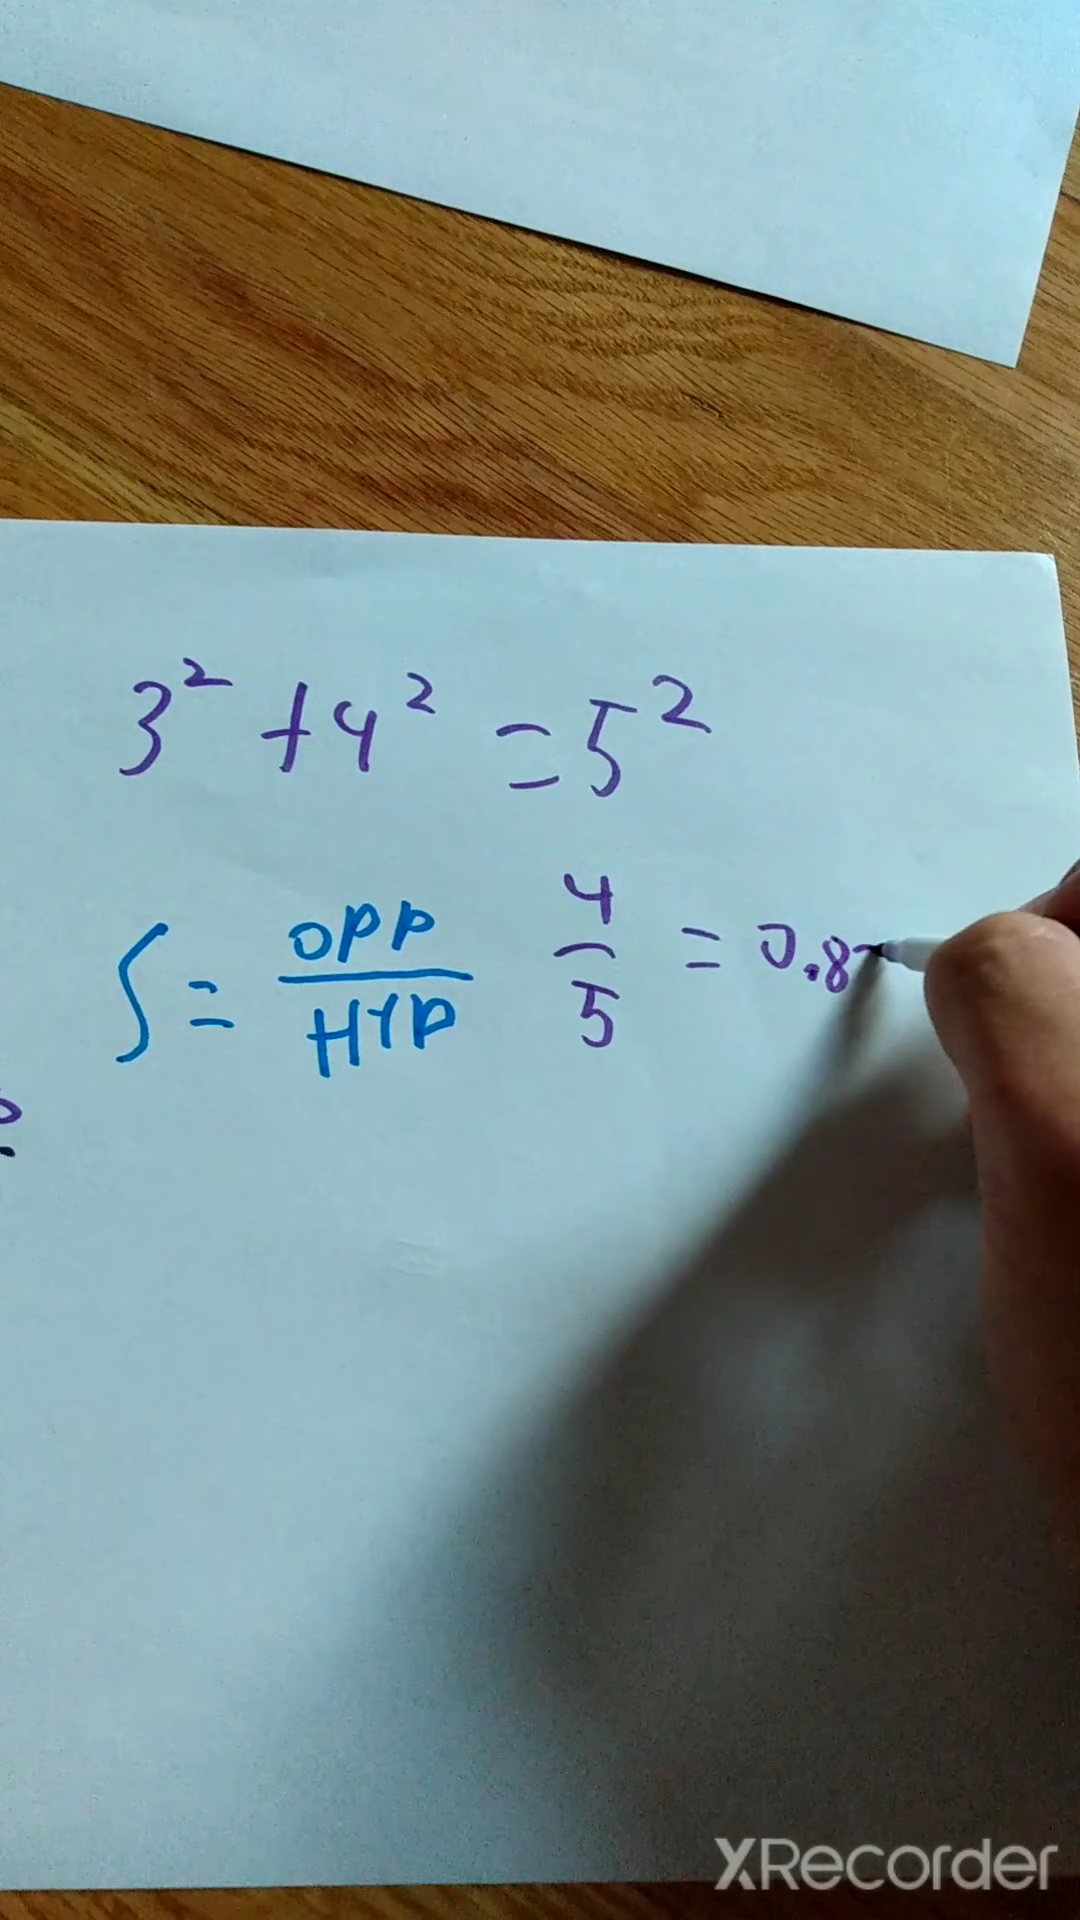 3² + 4² = 5²
S = OPP/HYP 4/5 = 0.8
XRecorder